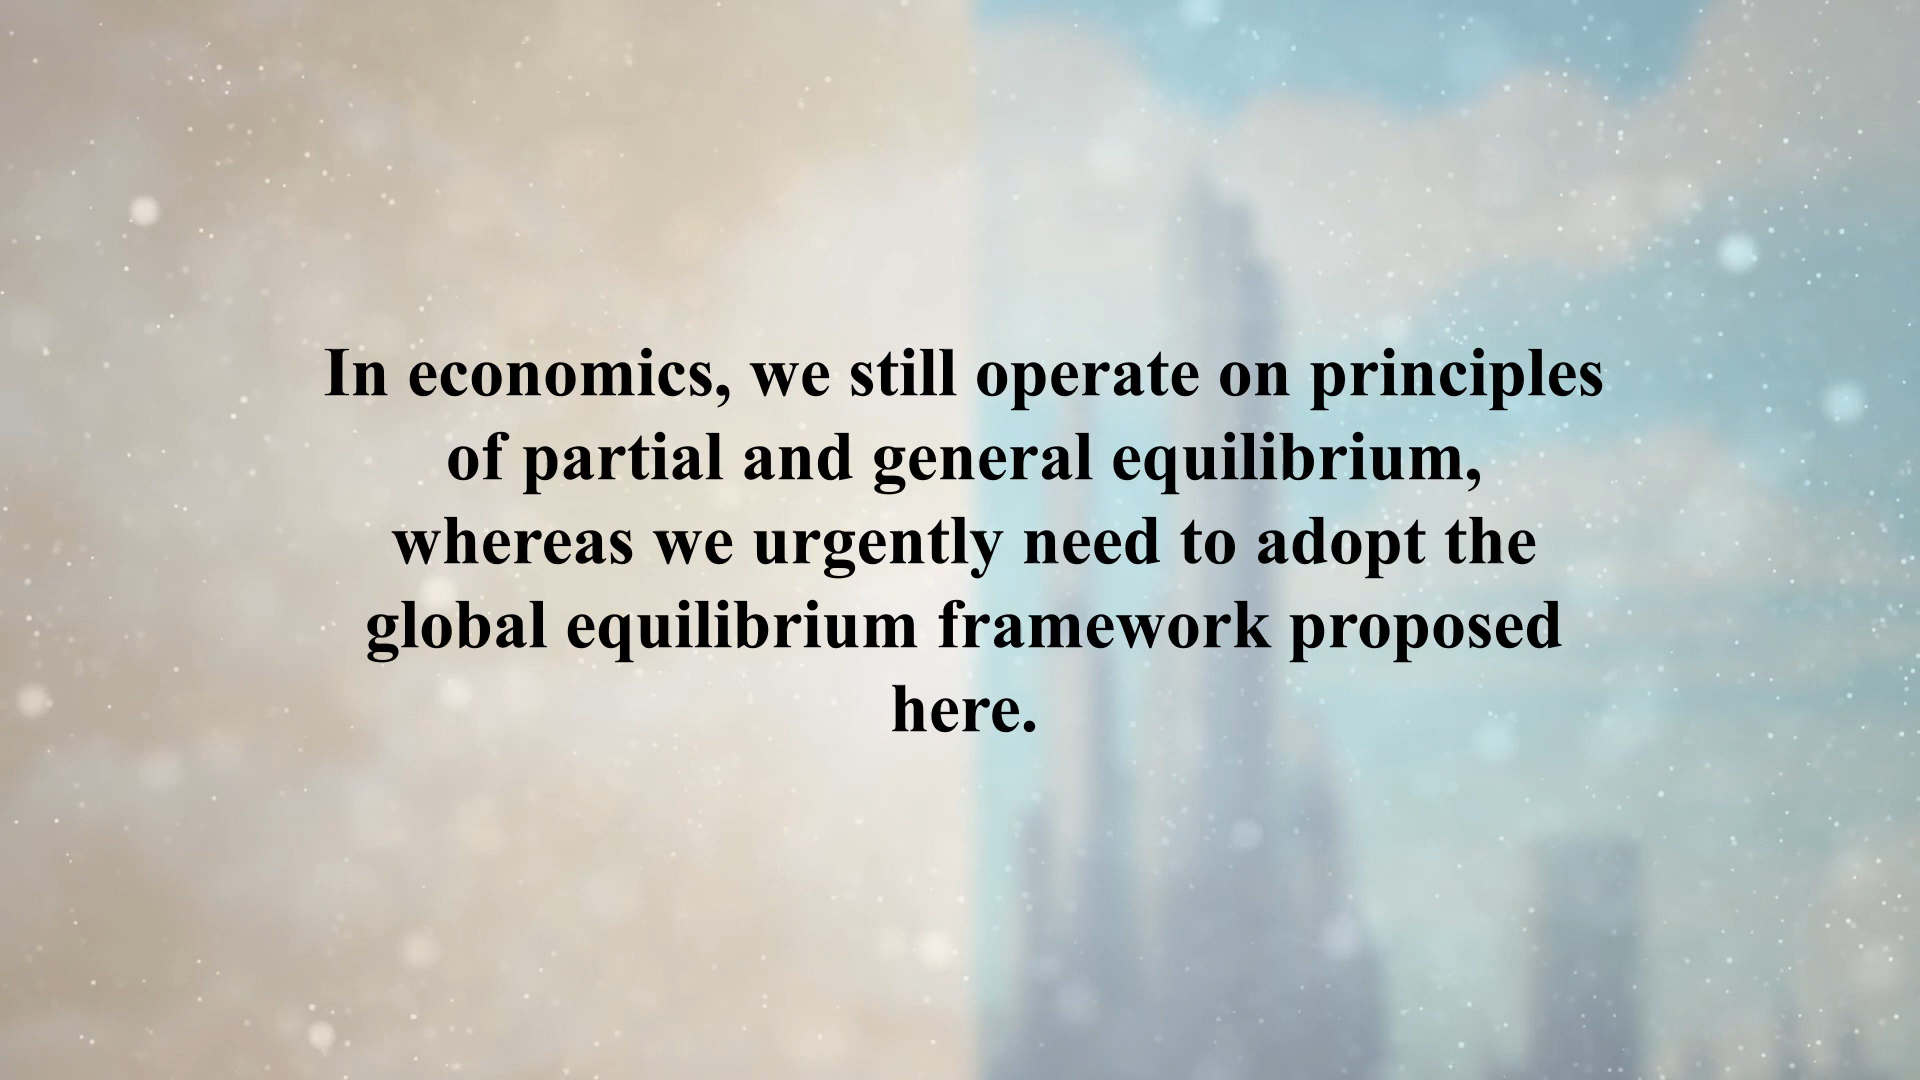 In economics, we still operate on principles
of partial and general equilibrium,
whereas we urgently need to adopt the
global equilibrium framework proposed
here.